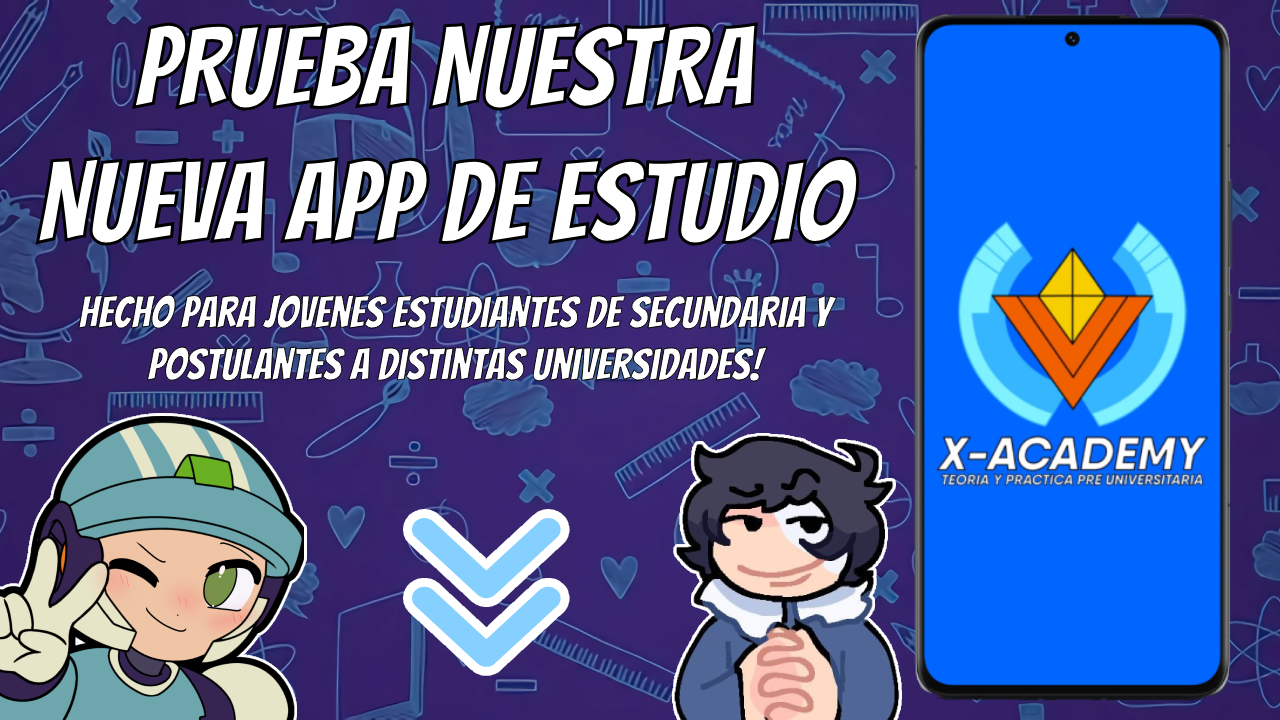 PRUEBA NUESTRA
NUEVA APP DE ESTUDIO
HECHO PARA JOVENES ESTUDIANTES DE SECUNDARIA Y
POSTULANTES A DISTINTAS UNIVERSIDADES!
Notes
X-ACADEMY
TEORIA Y PRACTICA PRE UNIVERSITARIA